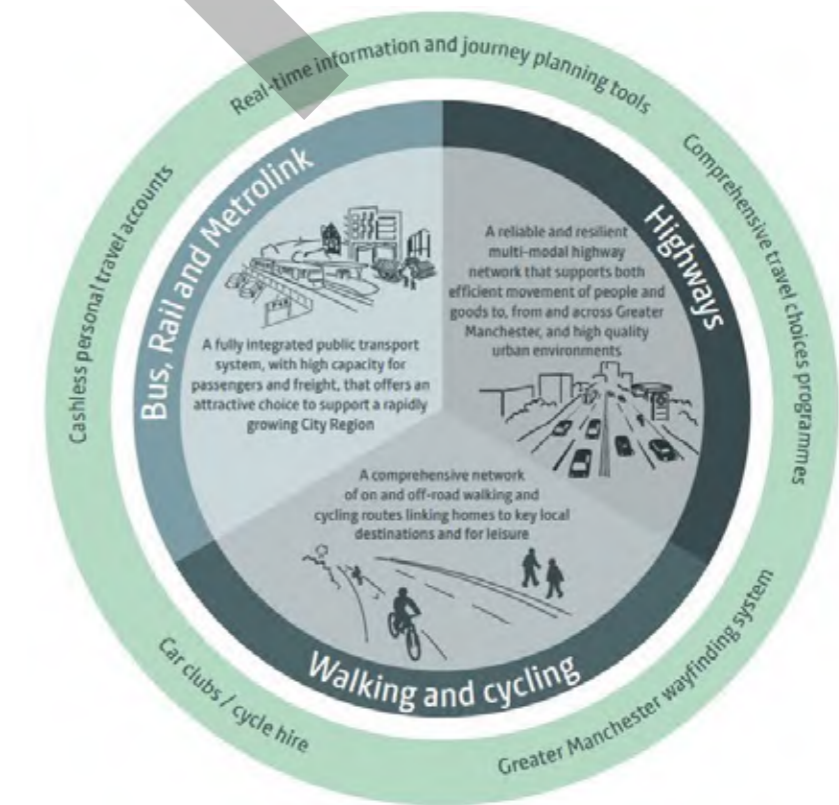 Real-time information and journey planning tools
Comprehensive travel choices programmes
Greater Manchester wayfinding system
Car clubs / cycle hire
Cashless personal travel accounts
Bus, Rail and Metrolink
A fully integrated public transport
system, with high capacity for
passengers and freight, that offers an
attractive choice to support a rapidly
growing City Region
Highways
A reliable and resilient
multi-modal highway
network that supports both
efficient movement of people and
goods to, from and across Greater
Manchester, and high quality
urban environments
A comprehensive network
of on and off-road walking and
cycling routes linking homes to key local
destinations and for leisure
Walking and cycling